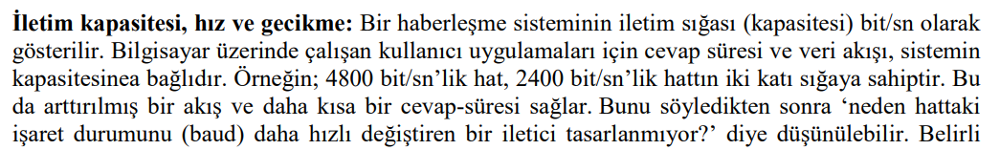 İletim kapasitesi, hız ve gecikme: Bir haberleşme sisteminin iletim sığası (kapasitesi) bit/sn olarak
gösterilir. Bilgisayar üzerinde çalışan kullanıcı uygulamaları için cevap süresi ve veri akışı, sistemin
kapasitesinea bağlıdır. Örneğin; 4800 bit/sn’lik hat, 2400 bit/sn’lik hattın iki katı sığaya sahiptir. Bu
da arttırılmış bir akış ve daha kısa bir cevap-süresi sağlar. Bunu söyledikten sonra ‘neden hattaki
işaret durumunu (baud) daha hızlı değiştiren bir iletici tasarlanmıyor?’ diye düşünülebilir. Belirli